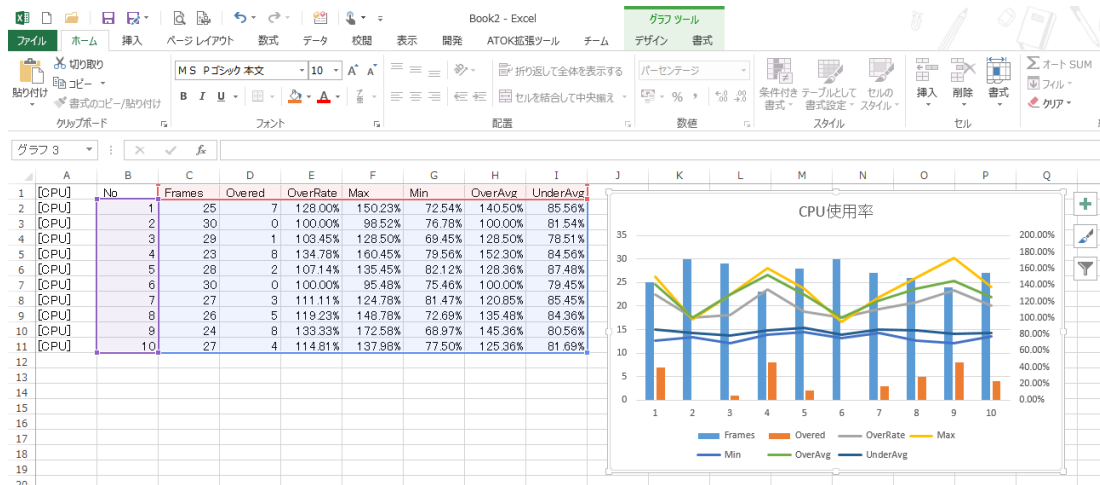 Book2 - Excel
グラフ ツール
ファイル ホーム 挿入 ページ レイアウト 数式 データ 校閲 表示 開発 ATOK拡張ツール チーム デザイン 書式
貼り付け
切り取り
コピー
書式のコピー/貼り付け
クリップボード
ＭＳ Ｐゴシック 本文 10
B I U
フォント
折り返して全体を表示する
セルを結合して中央揃え
配置
パーセンテージ
%
数値
条件付き書式
テーブルとして書式設定
セルのスタイル
スタイル
挿入 削除 書式
セル
オート SUM
フィル
クリア
グラフ 3
fx
A B C D E F G H I J K L M N O P Q
1 [CPU] No Frames Overed OverRate Max Min OverAvg UnderAvg
2 [CPU] 1 25 7 128.00% 150.23% 72.54% 140.50% 85.56%
3 [CPU] 2 30 0 100.00% 98.52% 76.78% 100.00% 81.54%
4 [CPU] 3 29 1 103.45% 128.50% 69.45% 128.50% 78.51%
5 [CPU] 4 23 8 134.78% 160.45% 79.56% 152.30% 84.56%
6 [CPU] 5 28 2 107.14% 135.45% 82.12% 128.36% 87.48%
7 [CPU] 6 30 0 100.00% 95.48% 75.46% 100.00% 79.45%
8 [CPU] 7 27 3 111.11% 124.78% 81.47% 120.85% 85.45%
9 [CPU] 8 26 5 119.23% 148.78% 72.69% 135.48% 84.36%
10 [CPU] 9 24 8 133.33% 172.58% 68.97% 145.36% 80.56%
11 [CPU] 10 27 4 114.81% 137.98% 77.50% 125.36% 81.69%
12
13
14
15
16
17
18
19
20
CPU使用率
35
30
25
20
15
10
5
0
200.00%
180.00%
160.00%
140.00%
120.00%
100.00%
80.00%
60.00%
40.00%
20.00%
0.00%
1 2 3 4 5 6 7 8 9 10
Frames Overed OverRate Max
Min OverAvg UnderAvg